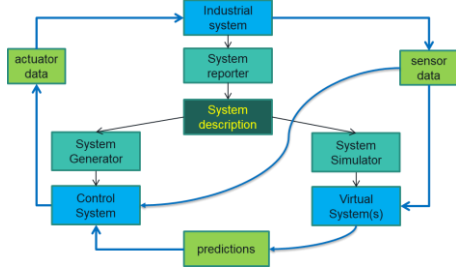 Industrial
system
actuator
data
System
reporter
sensor
data
System
description
System
Generator
System
Simulator
Control
System
Virtual
System(s)
predictions